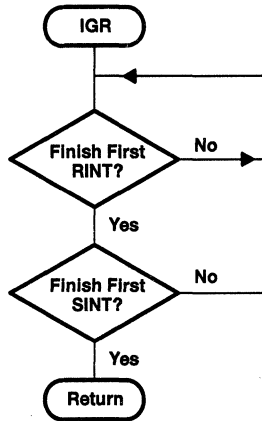 IGR
Finish First
RINT?
No
Yes
Finish First
SINT?
No
Yes
Return